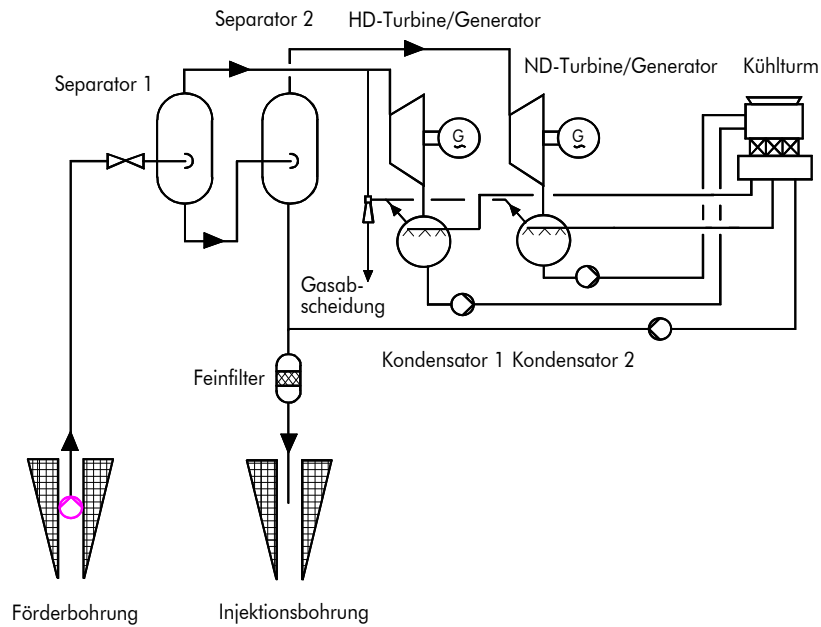 Separator 2 HD-Turbine/Generator
ND-Turbine/Generator Kühlturm
Separator 1
G
G
Gasab-
scheidung
Kondensator 1 Kondensator 2
Feinfilter
Förderbohrung
Injektionsbohrung